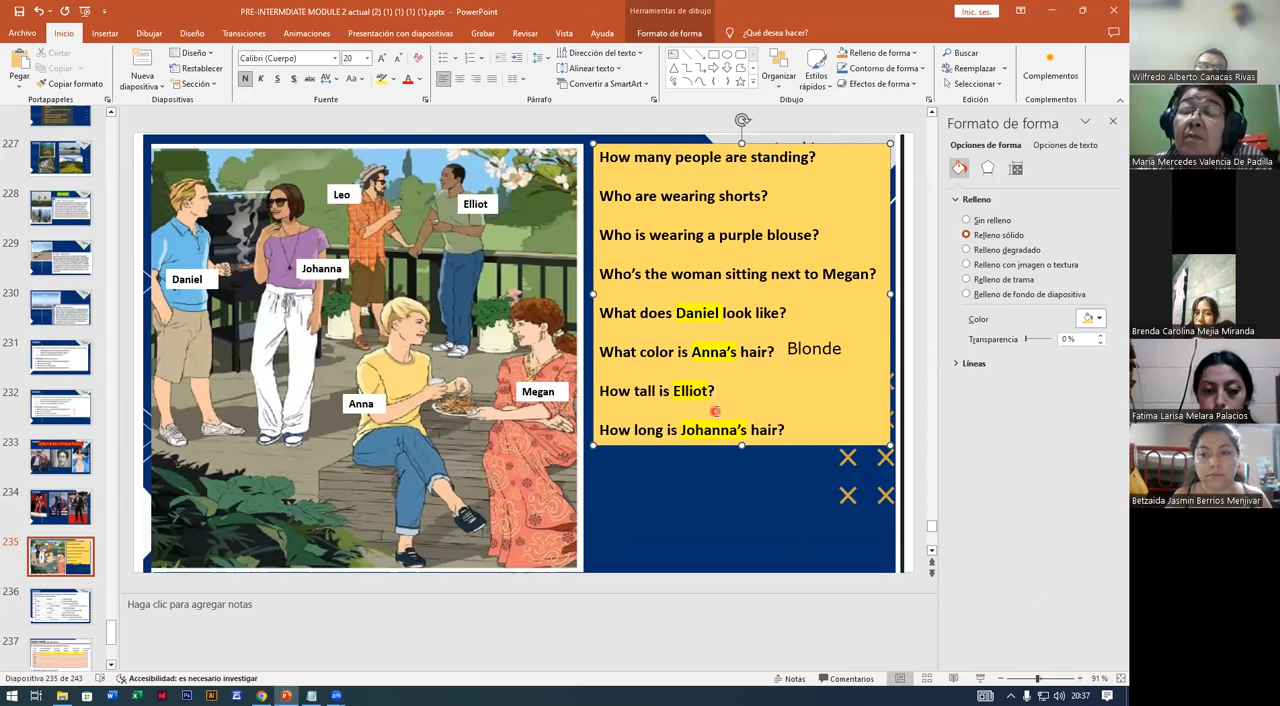 PRE-INTERMDIATE MODULE 2 actual (2) (1) (1) (1) {1}.pptx - PowerPoint
Herramientas de dibujo
Inic. ses.
Archivo Inicio Insertar Dibujar Diseño Transiciones Animaciones Presentación con diapositivas Grabar Revisar Vista Ayuda Formato de forma ¿Qué desea hacer?
Pegar
Cortar
Copiar
Copiar formato
Portapapeles
Nueva diapositiva
Diseño
Restablecer
Sección
Diapositivas
Calibri (Cuerpo) 20
N K S S abc AV Aa A
Fuente
Párrafo
Dirección del texto
Alinear texto
Convertir a SmartArt
Organizar
Estilos rápidos
Relleno de forma
Contorno de forma
Efectos de forma
Dibujo
Buscar
Reemplazar
Seleccionar
Edición
Complementos
Complementos
227
228
229
230
231
232
233
234
235
236
237
Daniel
Johanna
Leo
Elliot
Anna
Megan
How many people are standing?
Who are wearing shorts?
Who is wearing a purple blouse?
Who's the woman sitting next to Megan?
What does Daniel look like?
What color is Anna's hair? Blonde
How tall is Elliot?
How long is Johanna's hair?
Formato de forma
Opciones de forma Opciones de texto
Relleno
Sin relleno
Relleno sólido
Relleno degradado
Relleno con imagen o textura
Relleno de trama
Relleno de fondo de diapositiva
Color
Transparencia 0 %
Líneas
Haga clic para agregar notas
Diapositiva 235 de 243
Accesibilidad: es necesario investigar
Notas
Comentarios
91 %
20:37
Wilfredo Alberto Canacas Rivas
María Mercedes Valencia De Padilla
Brenda Carolina Mejia Miranda
Fatima Larisa Melara Palacios
Betzaida Jasmin Berrios Menjivar